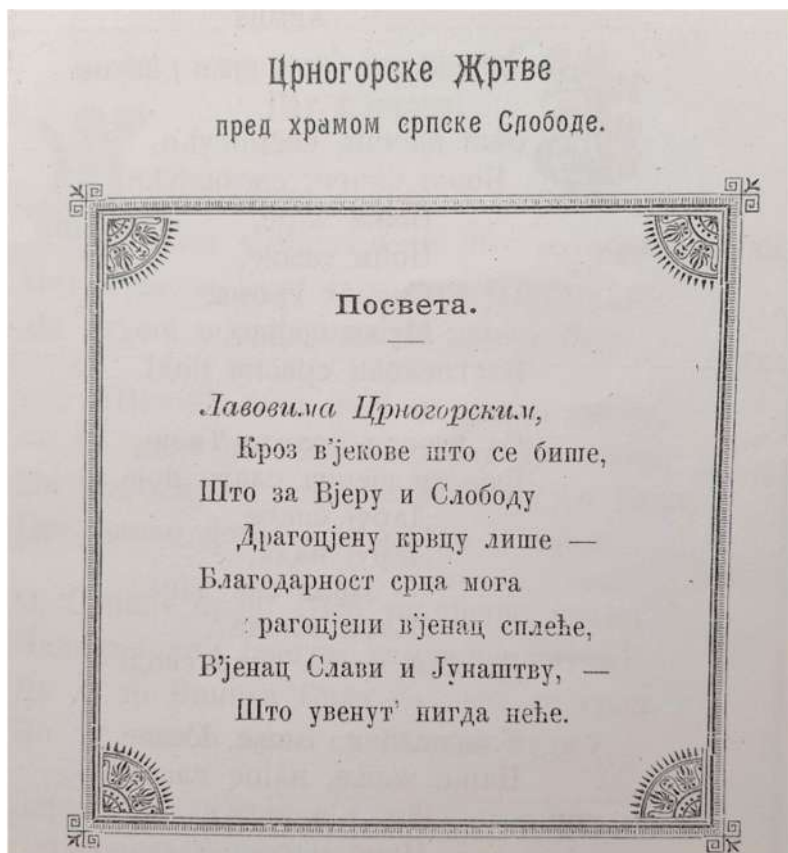 Црногорске Жртве
пред храмом српске Слободе.
Посвета.
Лавовима Црногорским,
Кроз в'јекове што се бише,
Што за Вјеру и Слободу
Драгоцјену крвцу лише —
Благодарност срца мога
рагоцјени в'јенац сплеће,
В'јенац Слави и Јунаштву, —
Што увенут' нигда неће.